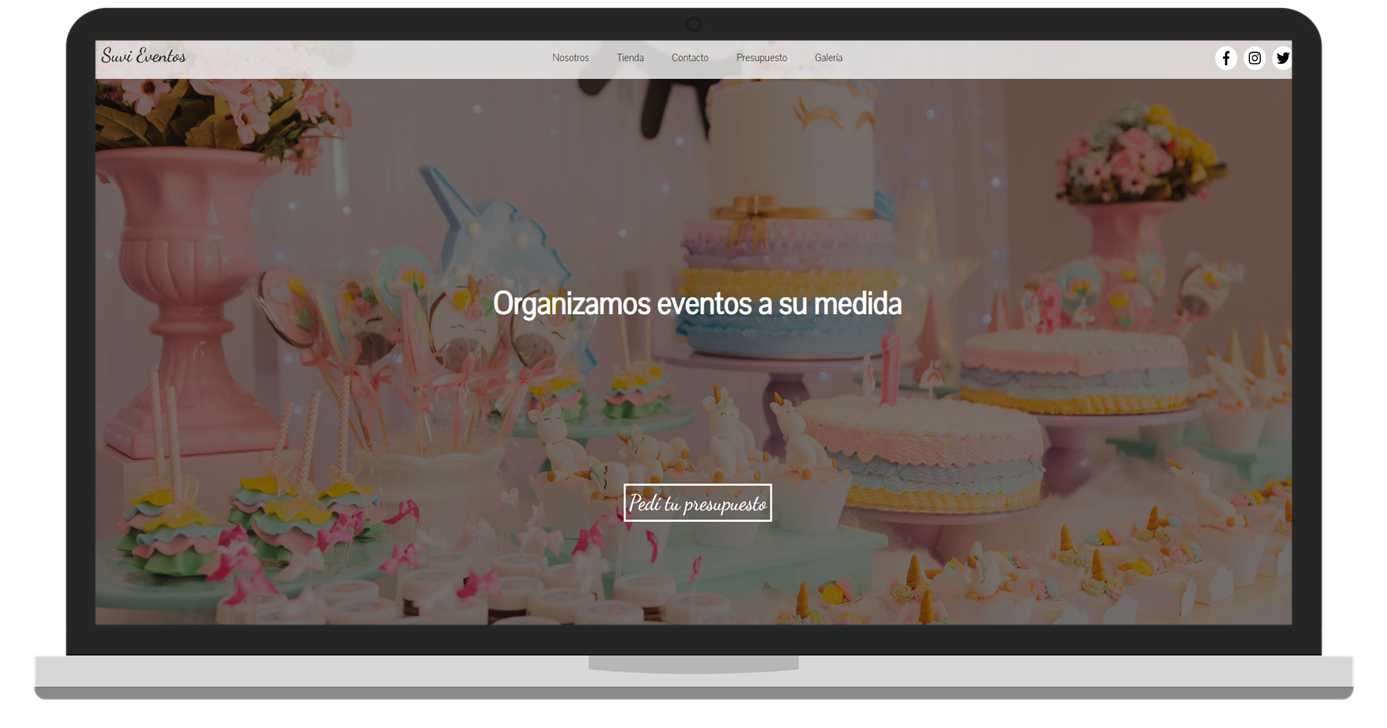 Suvi Eventos
Nosotros Tienda Contacto Presupuesto Galería
Organizamos eventos a su medida
Pedí tu presupuesto